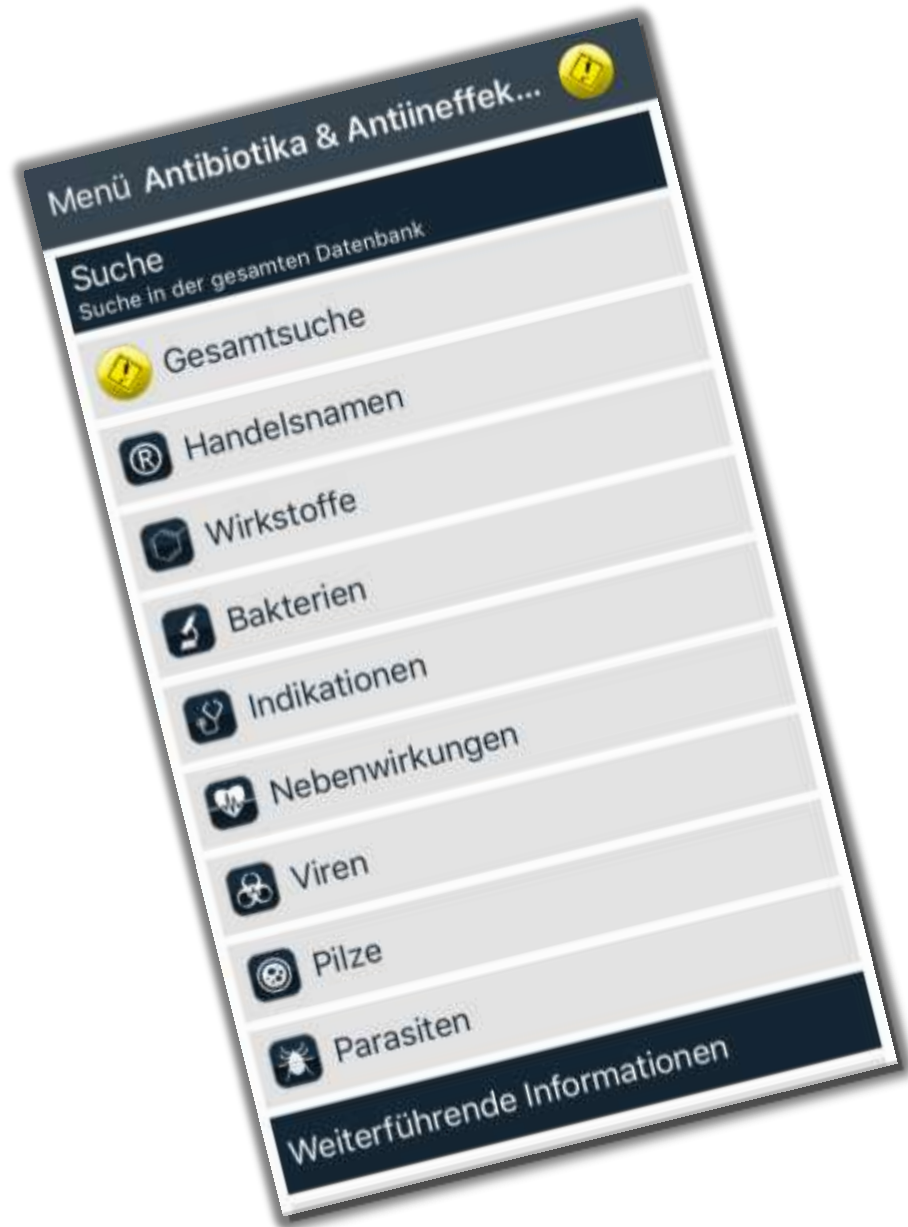 Menü Antibiotika & Antiineffek...
Suche
Suche in der gesamten Datenbank
Gesamtsuche
® Handelsnamen
Wirkstoffe
Bakterien
Indikationen
Nebenwirkungen
Viren
Pilze
Parasiten
Weiterführende Informationen